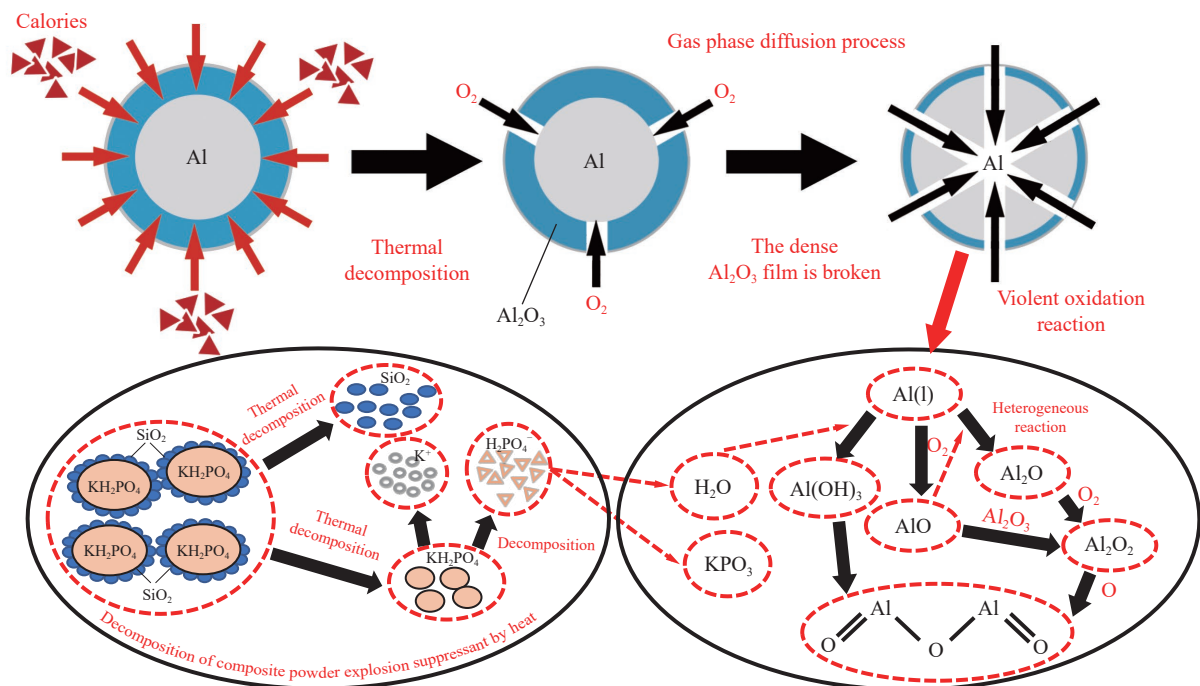 Calories
Al
Thermal
decomposition
O₂
O₂
Al
O₂
Al₂O₃
Gas phase diffusion process
The dense
Al₂O₃ film is broken
Al
Violent oxidation
reaction
SiO₂
KH₂PO₄
KH₂PO₄
KH₂PO₄
KH₂PO₄
SiO₂
Thermal
decomposition
SiO₂
K⁺
H₂PO₄⁻
Thermal
decomposition
KH₂PO₄
Decomposition
Decomposition of composite powder explosion suppressant by heat
H₂O
KPO₃
Al(l)
O₂
Heterogeneous
reaction
Al(OH)₃
AlO
Al₂O
O₂
Al₂O₃
Al₂O₂
O
Al
Al
O
O
O